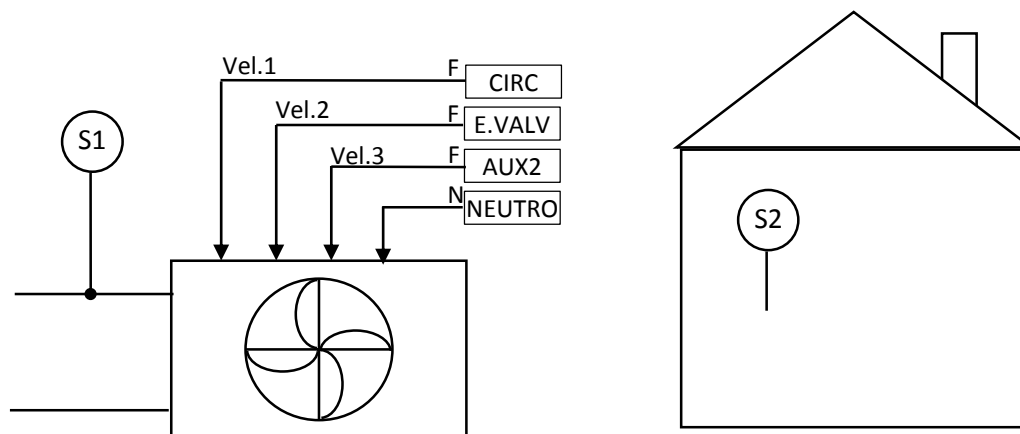 Vel.1 F CIRC
Vel.2 F E.VALV
S1
Vel.3 F AUX2
N NEUTRO
S2